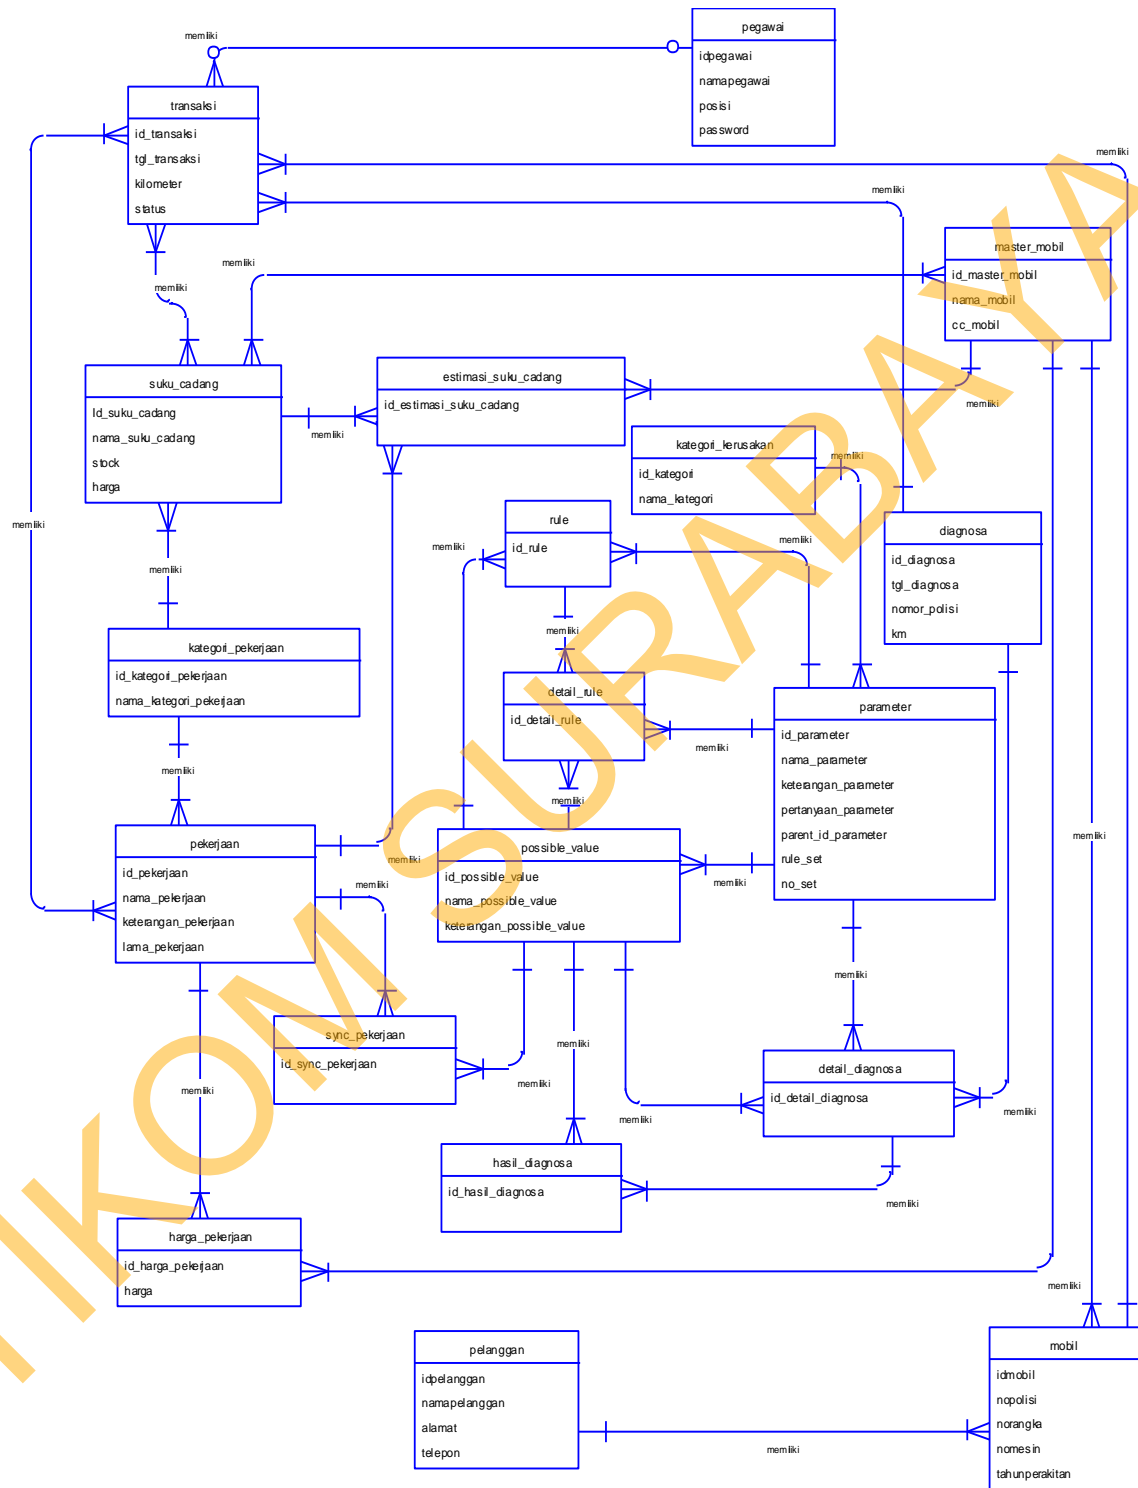 memiliki
pegawai
idpegawai
namapegawai
posisi
password
transaksi
id_transaksi
tgl_transaksi
kilometer
status
memiliki
memiliki
master_mobil
id_master_mobil
nama_mobil
cc_mobil
memiliki
memiliki
suku_cadang
Id_suku_cadang
nama_suku_cadang
stock
harga
estimasi_suku_cadang
id_estimasi_suku_cadang
memiliki
memiliki
kategori_kerusakan
id_kategori
nama_kategori
memiliki
memiliki
rule
id_rule
memiliki
memiliki
diagnosa
id_diagnosa
tgl_diagnosa
nomor_polisi
km
memiliki
memiliki
kategori_pekerjaan
id_kategori_pekerjaan
nama_kategori_pekerjaan
detail_rule
id_detail_rule
memiliki
parameter
id_parameter
nama_parameter
keterangan_parameter
pertanyaan_parameter
parent_id_parameter
rule_set
no_set
memiliki
memiliki
memiliki
pekerjaan
id_pekerjaan
nama_pekerjaan
keterangan_pekerjaan
lama_pekerjaan
memiliki
memiliki
possible_value
id_possible_value
nama_possible_value
keterangan_possible_value
memiliki
memiliki
sync_pekerjaan
id_sync_pekerjaan
memiliki
memiliki
memiliki
detail_diagnosa
id_detail_diagnosa
memiliki
memiliki
memiliki
hasil_diagnosa
id_hasil_diagnosa
memiliki
harga_pekerjaan
id_harga_pekerjaan
harga
memiliki
pelanggan
idpelanggan
namapelanggan
alamat
telepon
memiliki
mobil
idmobil
nopolisi
norangka
nomesin
tahunperakitan
IKOM SURABAYA